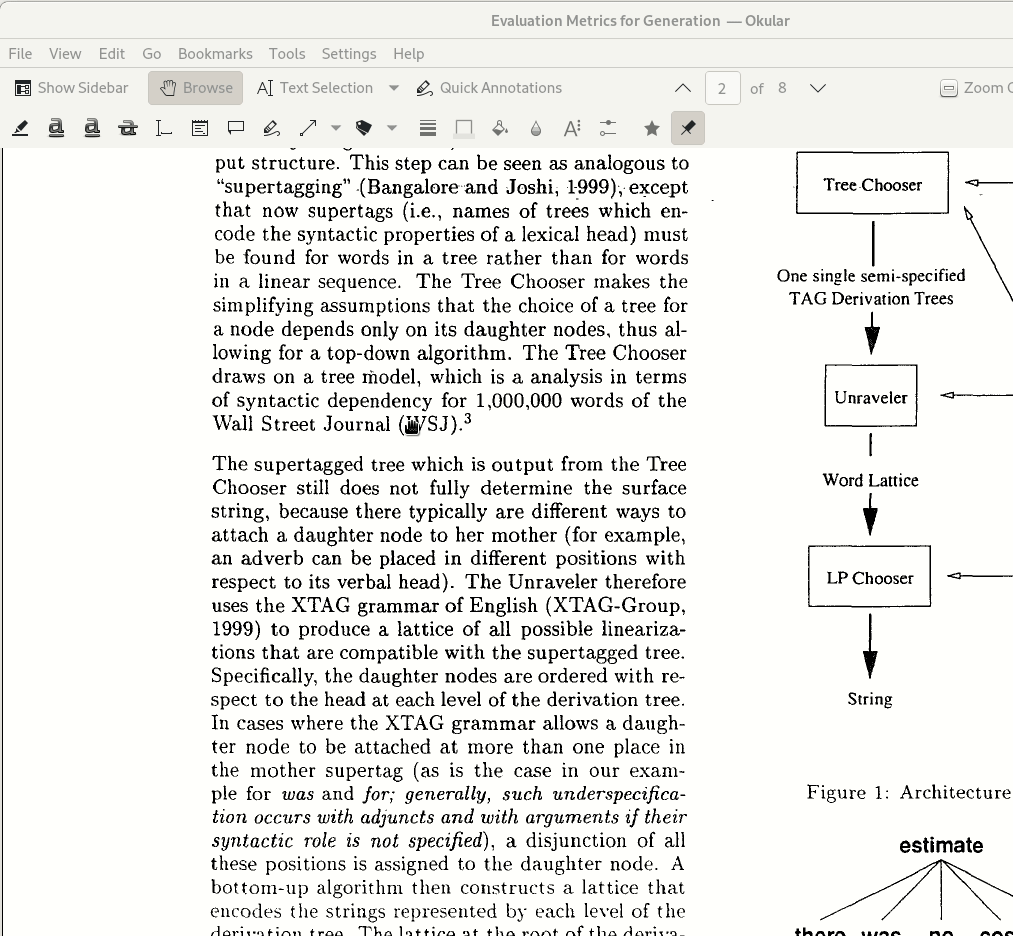 Evaluation Metrics for Generation — Okular
File View Edit Go Bookmarks Tools Settings Help
Show Sidebar Browse Text Selection Quick Annotations 2 of 8 Zoom
put structure. This step can be seen as analogous to
“supertagging” (Bangalore and Joshi, 1999), except
that now supertags (i.e., names of trees which en-
code the syntactic properties of a lexical head) must
be found for words in a tree rather than for words
in a linear sequence. The Tree Chooser makes the
simplifying assumptions that the choice of a tree for
a node depends only on its daughter nodes, thus al-
lowing for a top-down algorithm. The Tree Chooser
draws on a tree model, which is a analysis in terms
of syntactic dependency for 1,000,000 words of the
Wall Street Journal (WSJ).3
The supertagged tree which is output from the Tree
Chooser still does not fully determine the surface
string, because there typically are different ways to
attach a daughter node to her mother (for example,
an adverb can be placed in different positions with
respect to its verbal head). The Unraveler therefore
uses the XTAG grammar of English (XTAG-Group,
1999) to produce a lattice of all possible lineariza-
tions that are compatible with the supertagged tree.
Specifically, the daughter nodes are ordered with re-
spect to the head at each level of the derivation tree.
In cases where the XTAG grammar allows a daugh-
ter node to be attached at more than one place in
the mother supertag (as is the case in our exam-
ple for was and for; generally, such underspecifica-
tion occurs with adjuncts and with arguments if their
syntactic role is not specified), a disjunction of all
these positions is assigned to the daughter node. A
bottom-up algorithm then constructs a lattice that
encodes the strings represented by each level of the
derivation tree. The lattice at the root of the deriva-
Tree Chooser
One single semi-specified
TAG Derivation Trees
Unraveler
Word Lattice
LP Chooser
String
Figure 1: Architecture
estimate
there was no